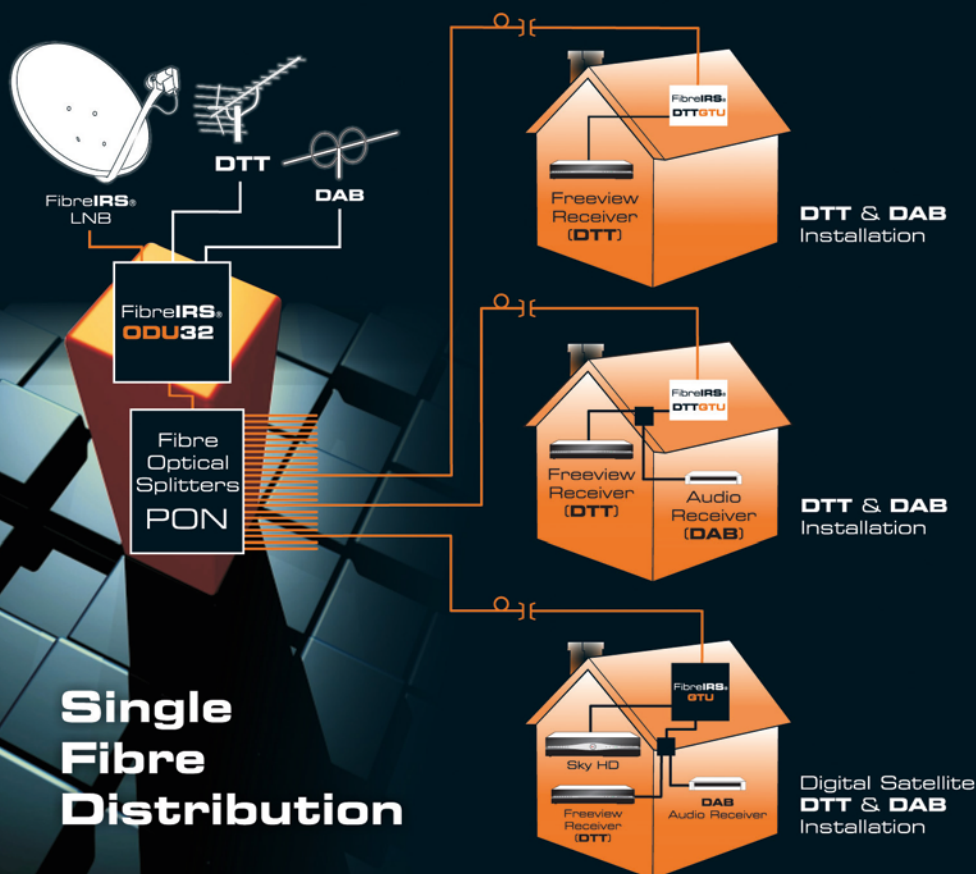 DTT
DAB
FibreIRS®
LNB
FibreIRS®
ODU32
Fibre
Optical
Splitters
PON
Single
Fibre
Distribution
FibreIRS®
DTTGTU
Freeview
Receiver
(DTT)
DTT & DAB
Installation
FibreIRS®
DTTGTU
Freeview
Receiver
(DTT)
Audio
Receiver
(DAB)
DTT & DAB
Installation
FibreIRS®
GTU
Sky HD
Freeview
Receiver
(DTT)
DAB
Audio Receiver
Digital Satellite
DTT & DAB
Installation